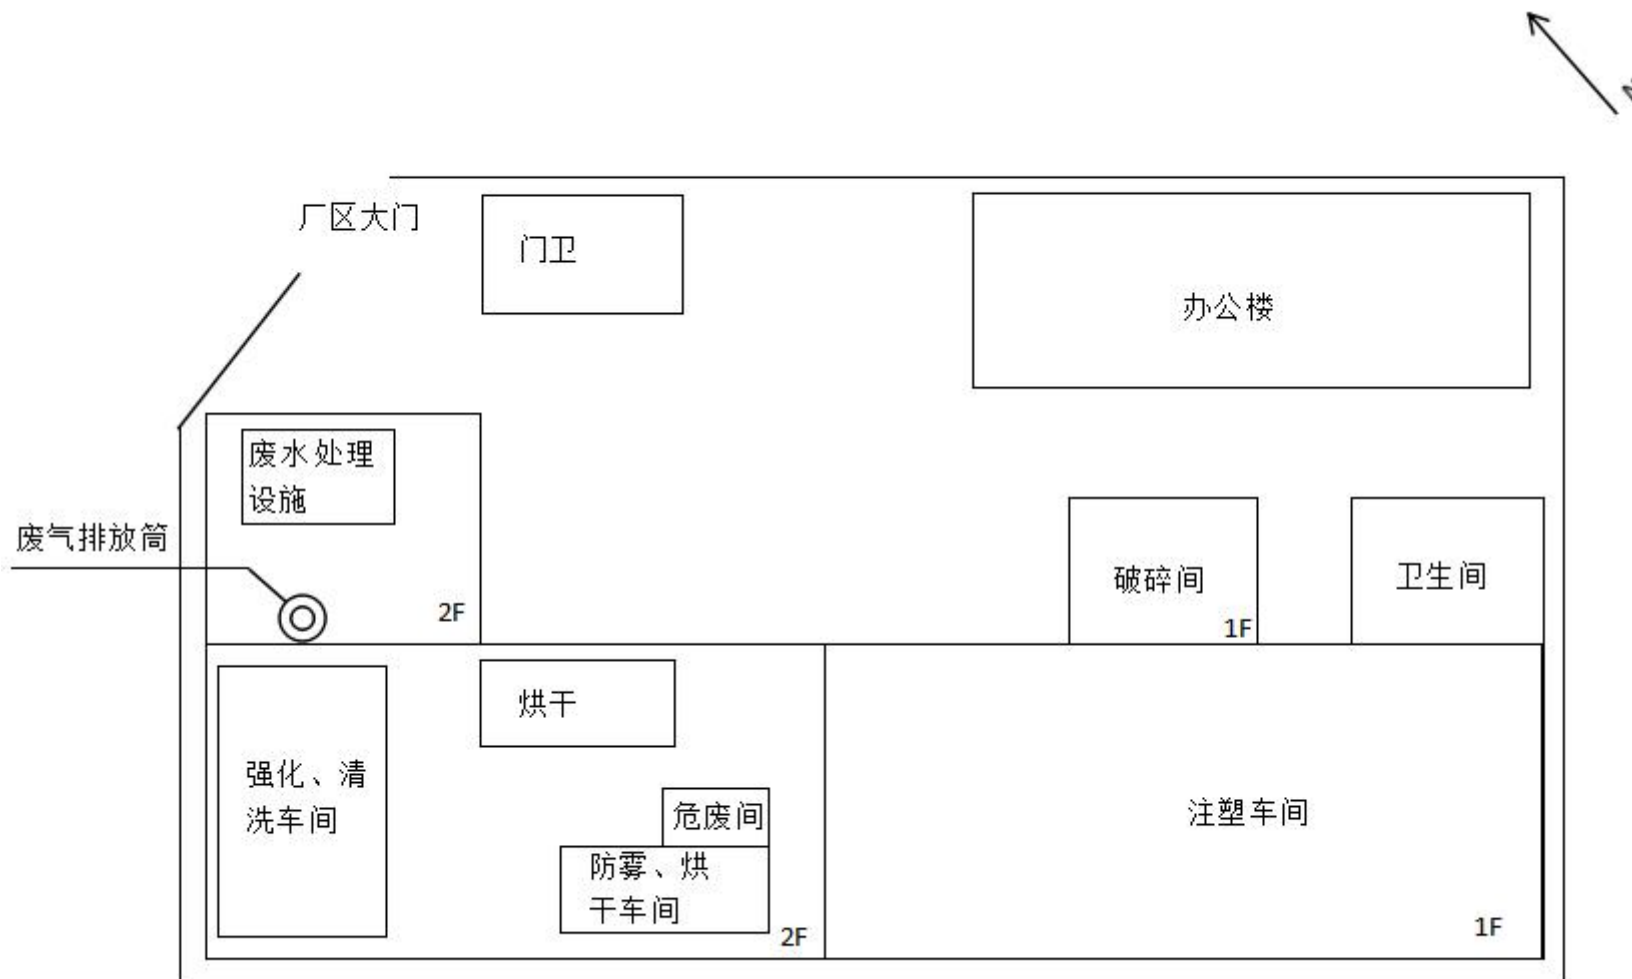 厂区大门
门卫
办公楼
废水处理
设施
废气排放筒
2F
破碎间
1F
卫生间
烘干
强化、清
洗车间
危废间
防雾、烘
干车间
2F
注塑车间
1F